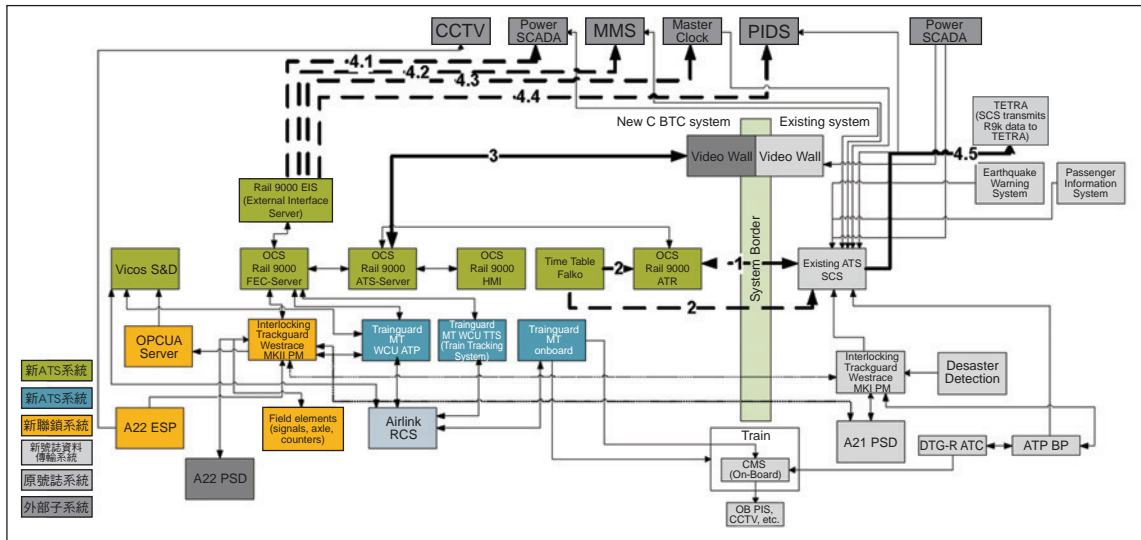 CCTV
Power
SCADA
MMS
Master
Clock
PIDS
Power
SCADA
4.1
4.2
4.3
4.4
TETRA
(SCS transmits
R9k data to
TETRA)
New C BTC system
Existing system
3
Video Wall
Video Wall
4.5
Earthquake
Warning
System
Passenger
Information
System
Rail 9000 EIS
(External Interface
Server)
System Border
Vicos S&D
OCS
Rail 9000
FEC-Server
OCS
Rail 9000
ATS-Server
OCS
Rail 9000
HMI
Time Table
Falko
2
OCS
Rail 9000
ATR
1
Existing ATS
SCS
2
OPCUA
Server
Interlocking
Trackguard
Westrace
MKII PM
Trainguard
MT
WCU ATP
Trainguard
MT WCU TTS
(Train Tracking
System)
Trainguard
MT
onboard
Interlocking
Trackguard
Westrace
MKI PM
Desaster
Detection
新ATS系統
新ATS系統
新聯鎖系統
新號誌資料
傳輸系統
原號誌系統
外部子系統
A22 ESP
Field elements
(signals, axle,
counters)
Airlink
RCS
A22 PSD
Train
CMS
(On-Board)
OB PIS,
CCTV, etc.
A21 PSD
DTG-R ATC
ATP BP